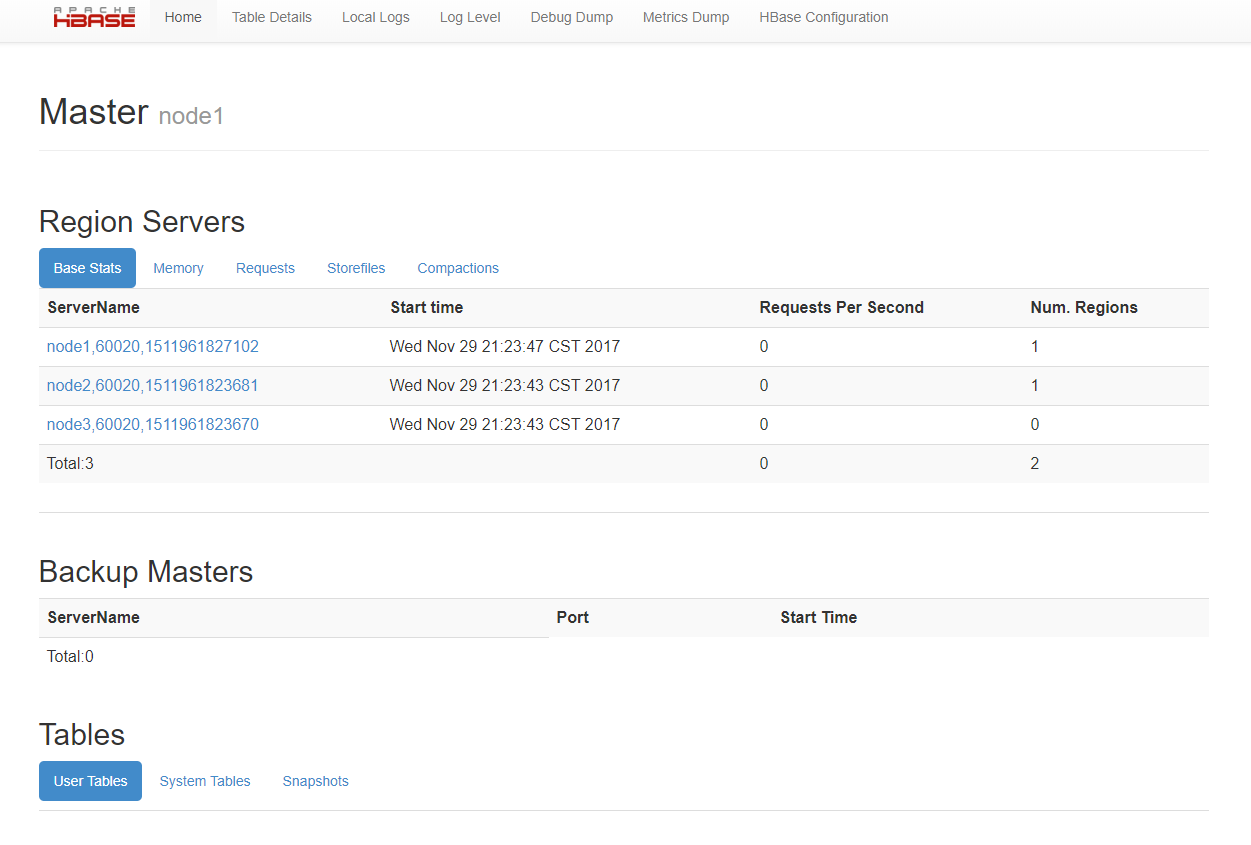 APACHE
HBASE Home Table Details Local Logs Log Level Debug Dump Metrics Dump HBase Configuration
Master node1
Region Servers
Base Stats Memory Requests Storefiles Compactions
ServerName Start time Requests Per Second Num. Regions
node1,60020,1511961827102 Wed Nov 29 21:23:47 CST 2017 0 1
node2,60020,1511961823681 Wed Nov 29 21:23:43 CST 2017 0 1
node3,60020,1511961823670 Wed Nov 29 21:23:43 CST 2017 0 0
Total:3 0 2
Backup Masters
ServerName Port Start Time
Total:0
Tables
User Tables System Tables Snapshots